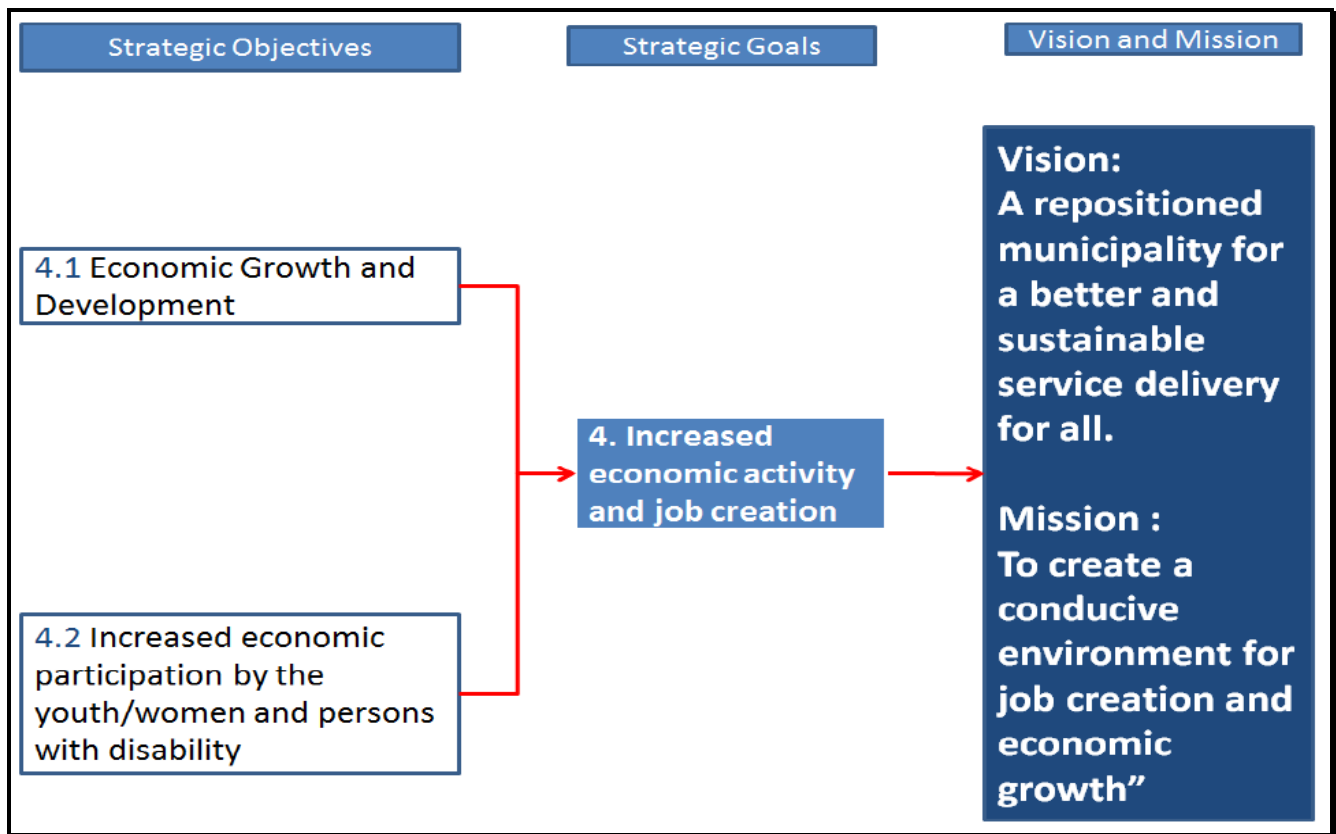 Strategic Objectives
Strategic Goals
Vision and Mission
4.1 Economic Growth and
Development
4.2 Increased economic
participation by the
youth/women and persons
with disability
4. Increased
economic activity
and job creation
Vision:
A repositioned
municipality for
a better and
sustainable
service delivery
for all.
Mission :
To create a
conducive
environment for
job creation and
economic
growth”